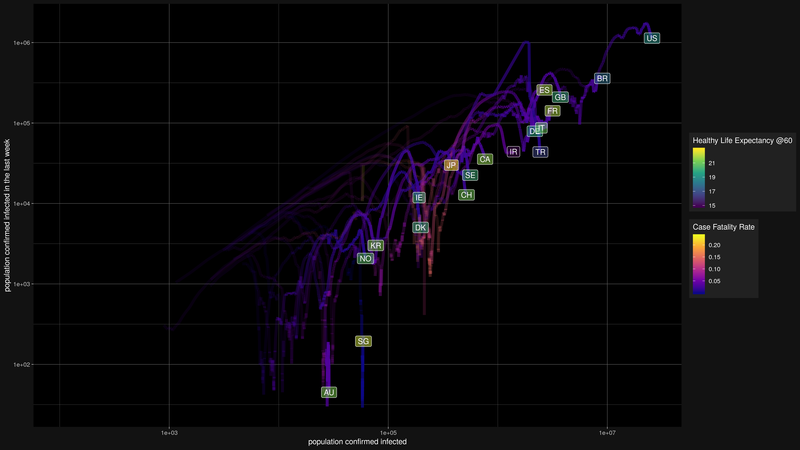 1e+06
1e+05
1e+04
1e+03
1e+02
population confirmed infected in the last week
US
BR
ES
GB
FR
IT
IR
TR
JP
CA
SE
CH
IE
DK
KR
NO
SG
AU
Healthy Life Expectancy @60
21
19
17
15
Case Fatality Rate
0.20
0.15
0.10
0.05
1e+03
1e+05
1e+07
population confirmed infected